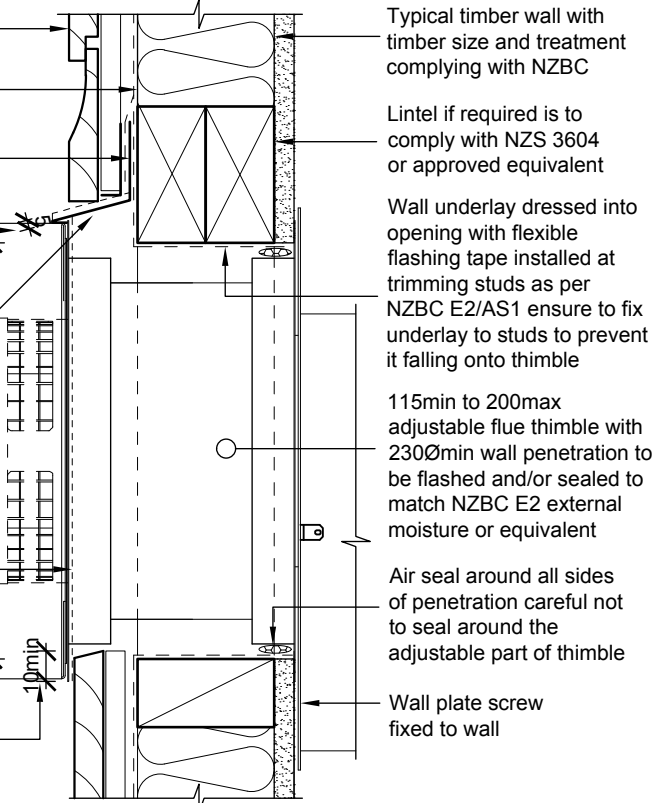 Typical timber wall with
timber size and treatment
complying with NZBC
Lintel if required is to
comply with NZS 3604
or approved equivalent
Wall underlay dressed into
opening with flexible
flashing tape installed at
trimming studs as per
NZBC E2/AS1 ensure to fix
underlay to studs to prevent
it falling onto thimble
115min to 200max
adjustable flue thimble with
230Ømin wall penetration to
be flashed and/or sealed to
match NZBC E2 external
moisture or equivalent
Air seal around all sides
of penetration careful not
to seal around the
adjustable part of thimble
Wall plate screw
fixed to wall
5
10min